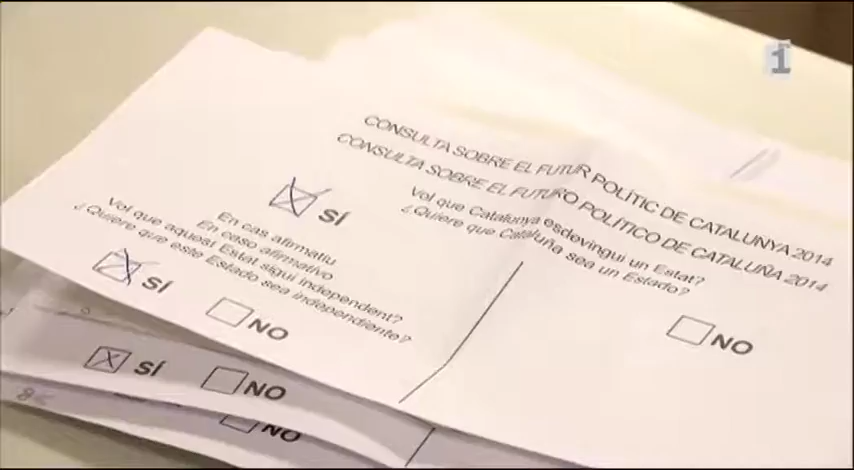 1
CONSULTA SOBRE EL FUTUR POLÍTIC DE CATALUNYA 2014
CONSULTA SOBRE EL FUTURO POLÍTICO DE CATALUÑA 2014
Vol que Catalunya esdevingui un Estat?
¿Quiere que Cataluña sea un Estado?
SÍ
NO
En cas afirmatiu
En caso afirmativo
Vol que aquest Estat sigui independent?
¿Quiere que este Estado sea independiente?
SÍ
NO
SÍ
NO
NO